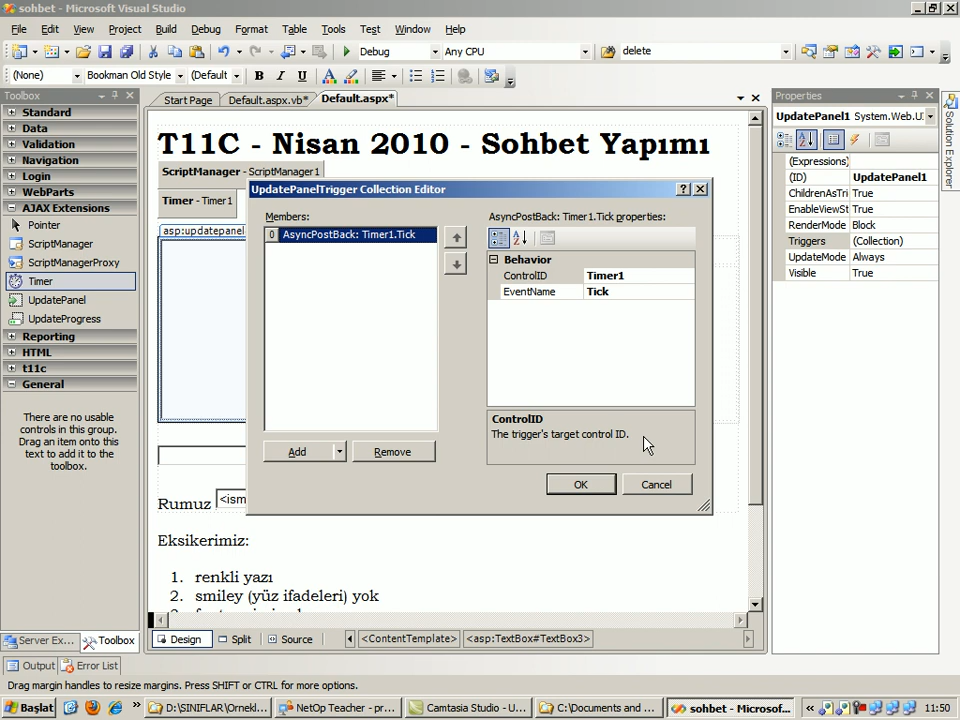 sohbet - Microsoft Visual Studio
File Edit View Project Build Debug Format Table Tools Test Window Help
Debug Any CPU delete
(None) Bookman Old Style (Default B I U A
Toolbox
Start Page Default.aspx.vb* Default.aspx*
Properties
Standard
Data
Validation
Navigation
Login
WebParts
AJAX Extensions
Pointer
ScriptManager
ScriptManagerProxy
Timer
UpdatePanel
UpdateProgress
Reporting
HTML
t11c
General
There are no usable
controls in this group.
Drag an item onto this
text to add it to the
toolbox.
T11C - Nisan 2010 - Sohbet Yapımı
ScriptManager - ScriptManager1
Timer - Timer1
asp:updatepanel
Rumuz <ism
Eksikerimiz:
1. renkli yazı
2. smiley (yüz ifadeleri) yok
UpdatePanelTrigger Collection Editor
Members:
0 AsyncPostBack: Timer1.Tick
Add Remove
AsyncPostBack: Timer1.Tick properties:
Behavior
ControlID Timer1
EventName Tick
ControlID
The trigger's target control ID.
OK Cancel
UpdatePanel1 System.Web.U
(Expressions)
(ID) UpdatePanel1
ChildrenAsTri True
EnableViewSt True
RenderMode Block
Triggers (Collection)
UpdateMode Always
Visible True
Solution Explorer
Server Ex... Toolbox
Design Split Source <ContentTemplate> <asp:TextBox#TextBox3>
Output Error List
Drag margin handles to resize margins. Press SHIFT or CTRL for more options.
Başlat D:\SINIFLAR\Ornekl... NetOp Teacher - pr... Camtasia Studio - U... C:\Documents and ... sohbet - Microsof... 11:50